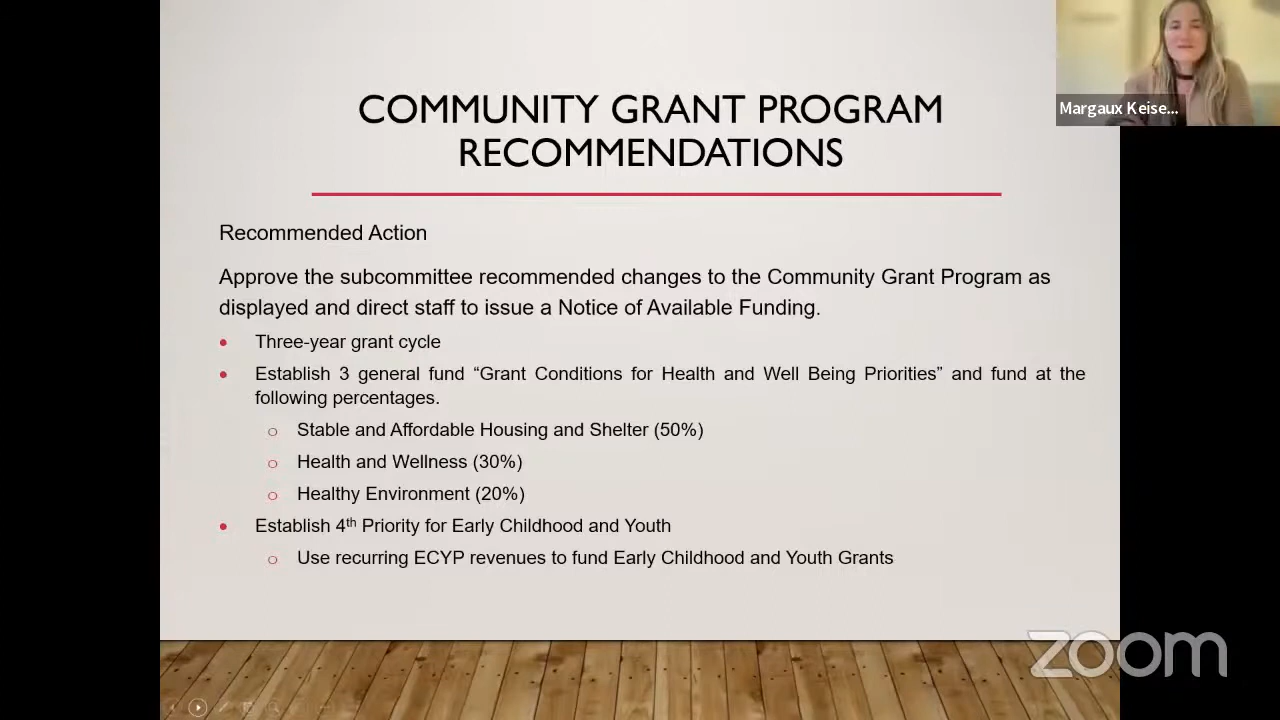 COMMUNITY GRANT PROGRAM
RECOMMENDATIONS
Margaux Keise...
Recommended Action
Approve the subcommittee recommended changes to the Community Grant Program as
displayed and direct staff to issue a Notice of Available Funding.
• Three-year grant cycle
• Establish 3 general fund “Grant Conditions for Health and Well Being Priorities” and fund at the
following percentages.
o Stable and Affordable Housing and Shelter (50%)
o Health and Wellness (30%)
o Healthy Environment (20%)
• Establish 4th Priority for Early Childhood and Youth
o Use recurring ECYP revenues to fund Early Childhood and Youth Grants
zoom